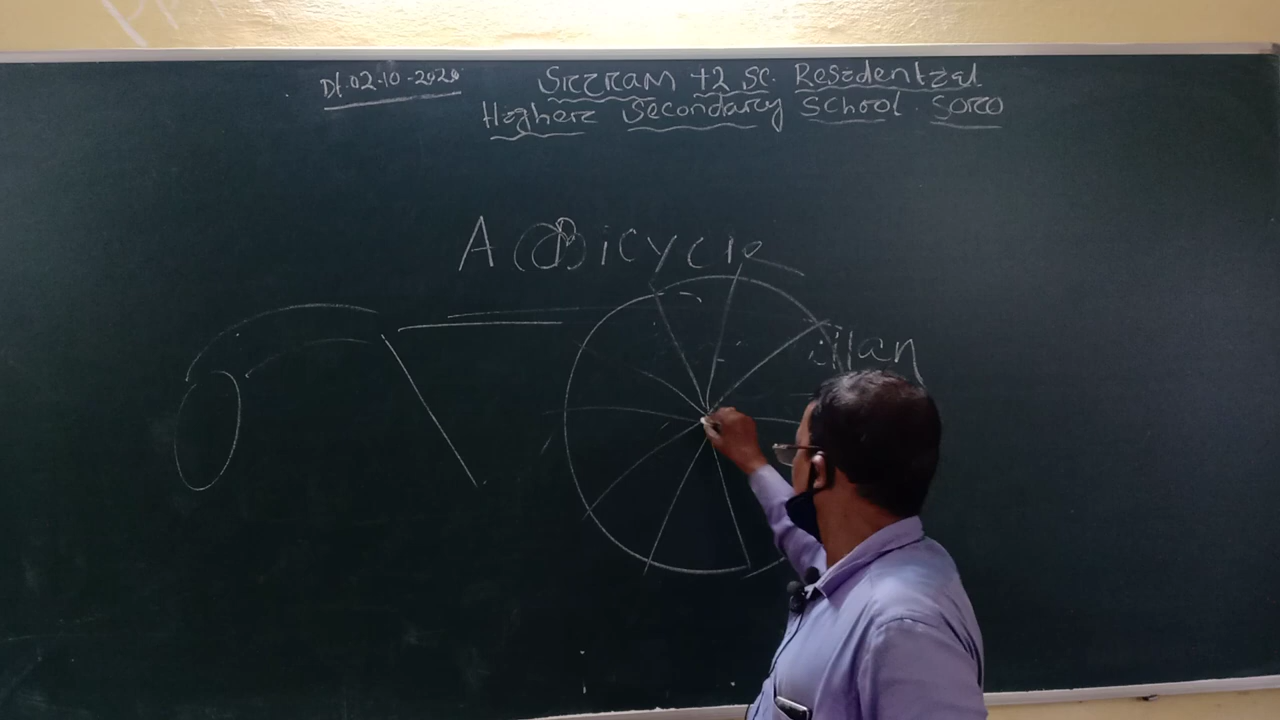 Dt.02.10.2020
Sriram +2 Sc. Residential
Higher Secondary School. Soro
A Bicycle